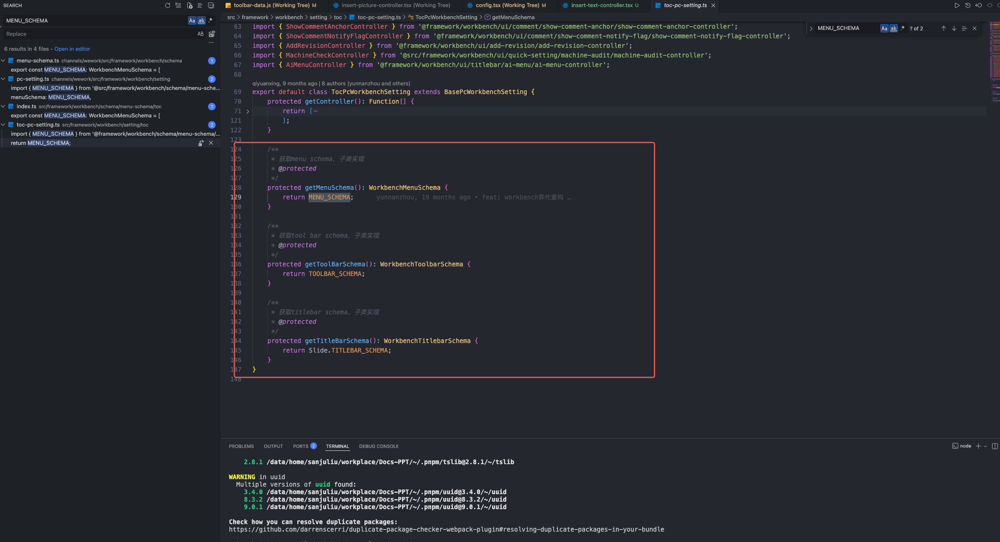 SEARCH
MENU_SCHEMA
Aa ab .*
Replace
AB
6 results in 4 files - Open in editor
menu-schema.ts channels/wework/src/framework/workbench/schema 1
export const MENU_SCHEMA: WorkbenchMenuSchema = [
pc-setting.ts channels/wework/src/framework/workbench/setting 2
import { MENU_SCHEMA } from '@src/framework/workbench/schema/menu-sche...
menuSchema: MENU_SCHEMA,
index.ts src/framework/workbench/schema/menu-schema/toc 1
export const MENU_SCHEMA: WorkbenchMenuSchema = [
toc-pc-setting.ts src/framework/workbench/setting/toc 2
import { MENU_SCHEMA } from '@framework/workbench/schema/menu-schema/...
return MENU_SCHEMA;
toolbar-data.js (Working Tree) M
insert-picture-controller.tsx (Working Tree)
config.tsx (Working Tree) M
insert-text-controller.tsx U
toc-pc-setting.ts
src > framework > workbench > setting > toc > toc-pc-setting.ts > TocPcWorkbenchSetting > getMenuSchema
MENU_SCHEMA Aa ab .* ? of 2
63 import { ShowCommentAnchorController } from '@framework/workbench/ui/comment/show-comment-anchor/show-comment-anchor-controller';
64 import { ShowCommentNotifyFlagController } from '@framework/workbench/ui/comment/show-comment-notify-flag/show-comment-notify-flag-controller';
65 import { AddRevisionController } from '@framework/workbench/ui/add-revision/add-revision-controller';
66 import { MachineCheckController } from '@src/framework/workbench/ui/quick-setting/machine-audit/machine-audit-controller';
67 import { AiMenuController } from '@framework/workbench/ui/titlebar/ai-menu/ai-menu-controller';
68
qiyuanxing, 9 months ago | 8 authors (yunnanzhou and others)
69 export default class TocPcWorkbenchSetting extends BasePcWorkbenchSetting {
70 protected getController(): Function[] {
71 return [⋯
121 ];
122 }
123
124 /**
125 * 获取menu schema, 子类实现
126 * @protected
127 */
128 protected getMenuSchema(): WorkbenchMenuSchema {
129 return MENU_SCHEMA; yunnanzhou, 19 months ago • feat: workbench异化重构 …
130 }
131
132 /**
133 * 获取tool bar schema, 子类实现
134 * @protected
135 */
136 protected getToolBarSchema(): WorkbenchToolbarSchema {
137 return TOOLBAR_SCHEMA;
138 }
139
140 /**
141 * 获取titlebar schema, 子类实现
142 * @protected
143 */
144 protected getTitleBarSchema(): WorkbenchTitlebarSchema {
145 return Slide.TITLEBAR_SCHEMA;
146 }
147 }
148
PROBLEMS OUTPUT PORTS 2 TERMINAL DEBUG CONSOLE
node
2.8.1 /data/home/sanjuliu/workplace/Docs-PPT/~/.pnpm/tslib@2.8.1/~/tslib
WARNING in uuid
Multiple versions of uuid found:
3.4.0 /data/home/sanjuliu/workplace/Docs-PPT/~/.pnpm/uuid@3.4.0/~/uuid
8.3.2 /data/home/sanjuliu/workplace/Docs-PPT/~/.pnpm/uuid@8.3.2/~/uuid
9.0.1 /data/home/sanjuliu/workplace/Docs-PPT/~/.pnpm/uuid@9.0.1/~/uuid
Check how you can resolve duplicate packages:
https://github.com/darrenscerri/duplicate-package-checker-webpack-plugin#resolving-duplicate-packages-in-your-bundle